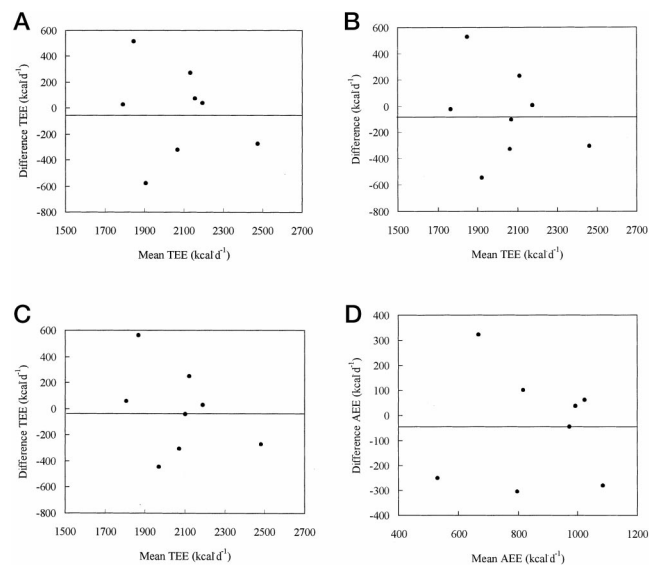 A
600
400
200
0
-200
-400
-600
-800
Difference TEE (kcal d-1)
1500 1700 1900 2100 2300 2500 2700
Mean TEE (kcal d-1)
B
600
400
200
0
-200
-400
-600
-800
Difference (kcal d-1)
1500 1700 1900 2100 2300 2500 2700
Mean TEE (kcal d-1)
C
600
400
200
0
-200
-400
-600
-800
Difference TEE (kcal d-1)
1500 1700 1900 2100 2300 2500 2700
Mean TEE (kcal d-1)
D
400
300
200
100
0
-100
-200
-300
-400
Difference AEE (kcal d-1)
400 600 800 1000 1200
Mean AEE (kcal d-1)